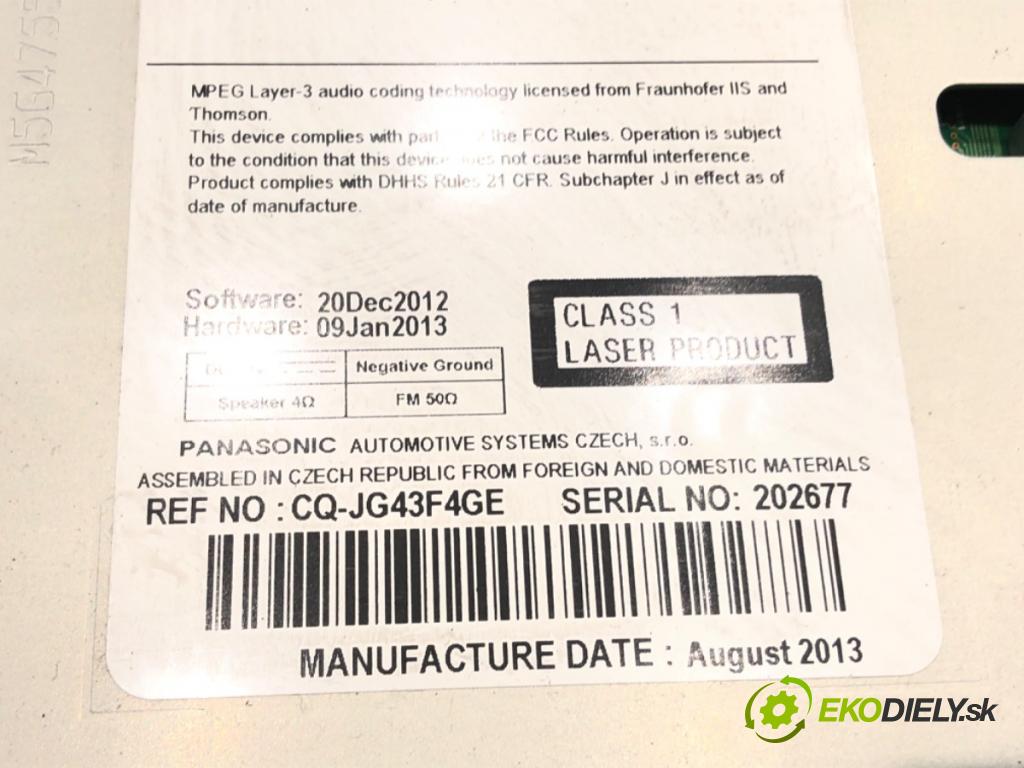 M56475
MPEG Layer-3 audio coding technology licensed from Fraunhofer IIS and
Thomson.
This device complies with part the FCC Rules. Operation is subject
to the condition that this device does not cause harmful interference.
Product complies with DHHS Rules 21 CFR. Subchapter J in effect as of
date of manufacture.
Software: 20Dec2012
Hardware: 09Jan2013
CLASS 1
LASER PRODUCT
Negative Ground
Speaker 4Ω FM 50Ω
PANASONIC AUTOMOTIVE SYSTEMS CZECH, s.r.o.
ASSEMBLED IN CZECH REPUBLIC FROM FOREIGN AND DOMESTIC MATERIALS
REF NO : CQ-JG43F4GE SERIAL NO: 202677
MANUFACTURE DATE : August 2013
EKODIELY.sk